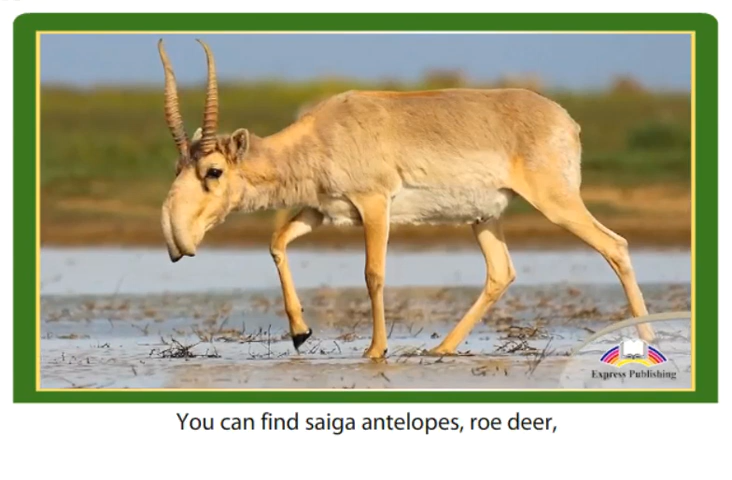 Express Publishing
You can find saiga antelopes, roe deer,